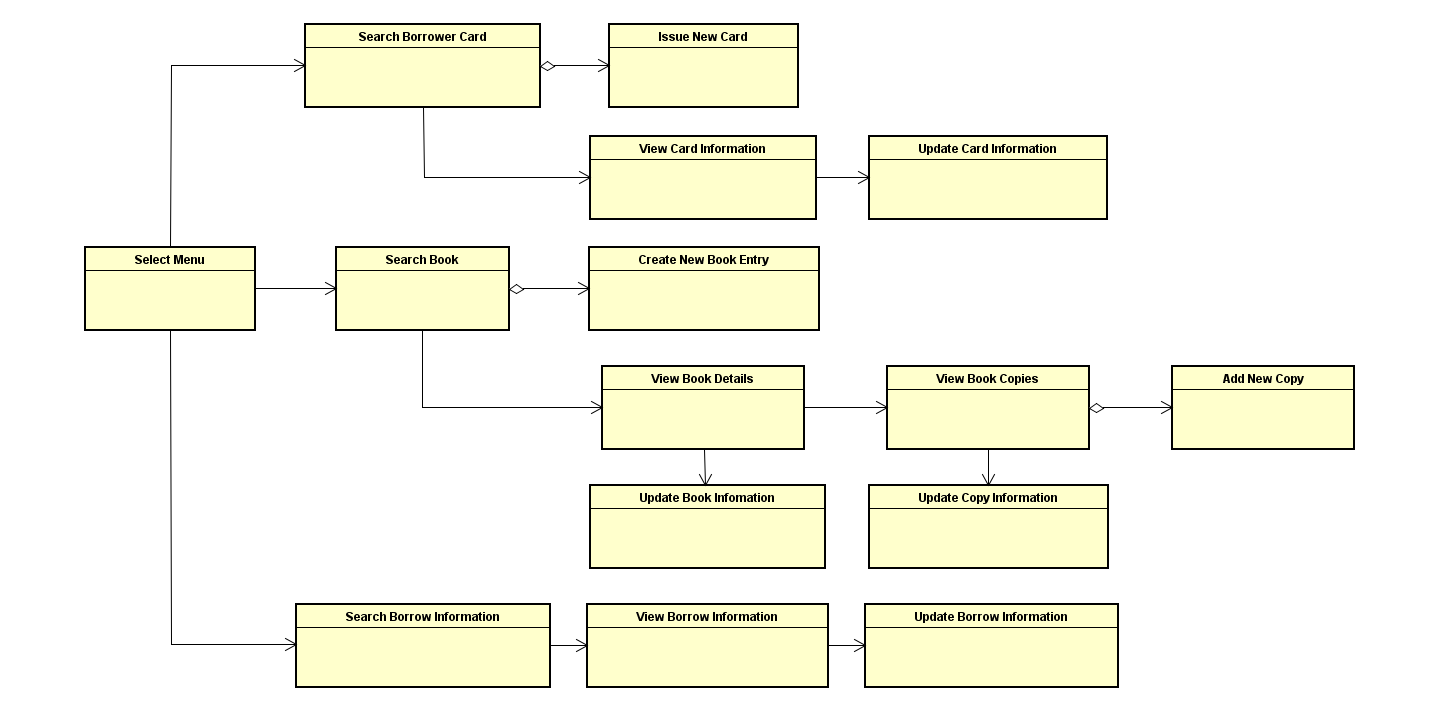 Search Borrower Card
Issue New Card
View Card Information
Update Card Information
Select Menu
Search Book
Create New Book Entry
View Book Details
View Book Copies
Add New Copy
Update Book Infomation
Update Copy Information
Search Borrow Information
View Borrow Information
Update Borrow Information